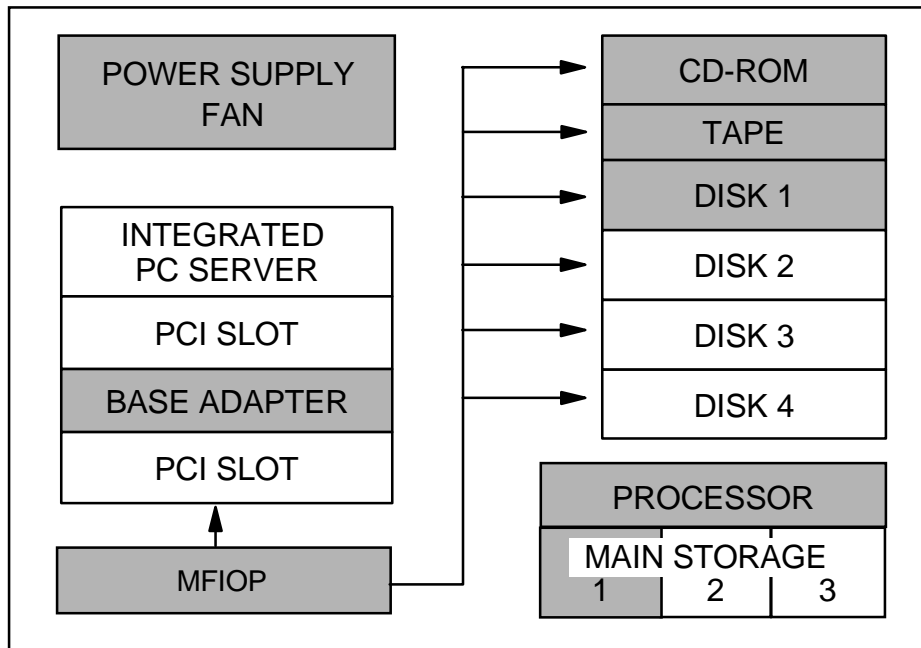 POWER SUPPLY
FAN
INTEGRATED
PC SERVER
PCI SLOT
BASE ADAPTER
PCI SLOT
MFIOP
CD-ROM
TAPE
DISK 1
DISK 2
DISK 3
DISK 4
PROCESSOR
MAIN STORAGE
1 2 3